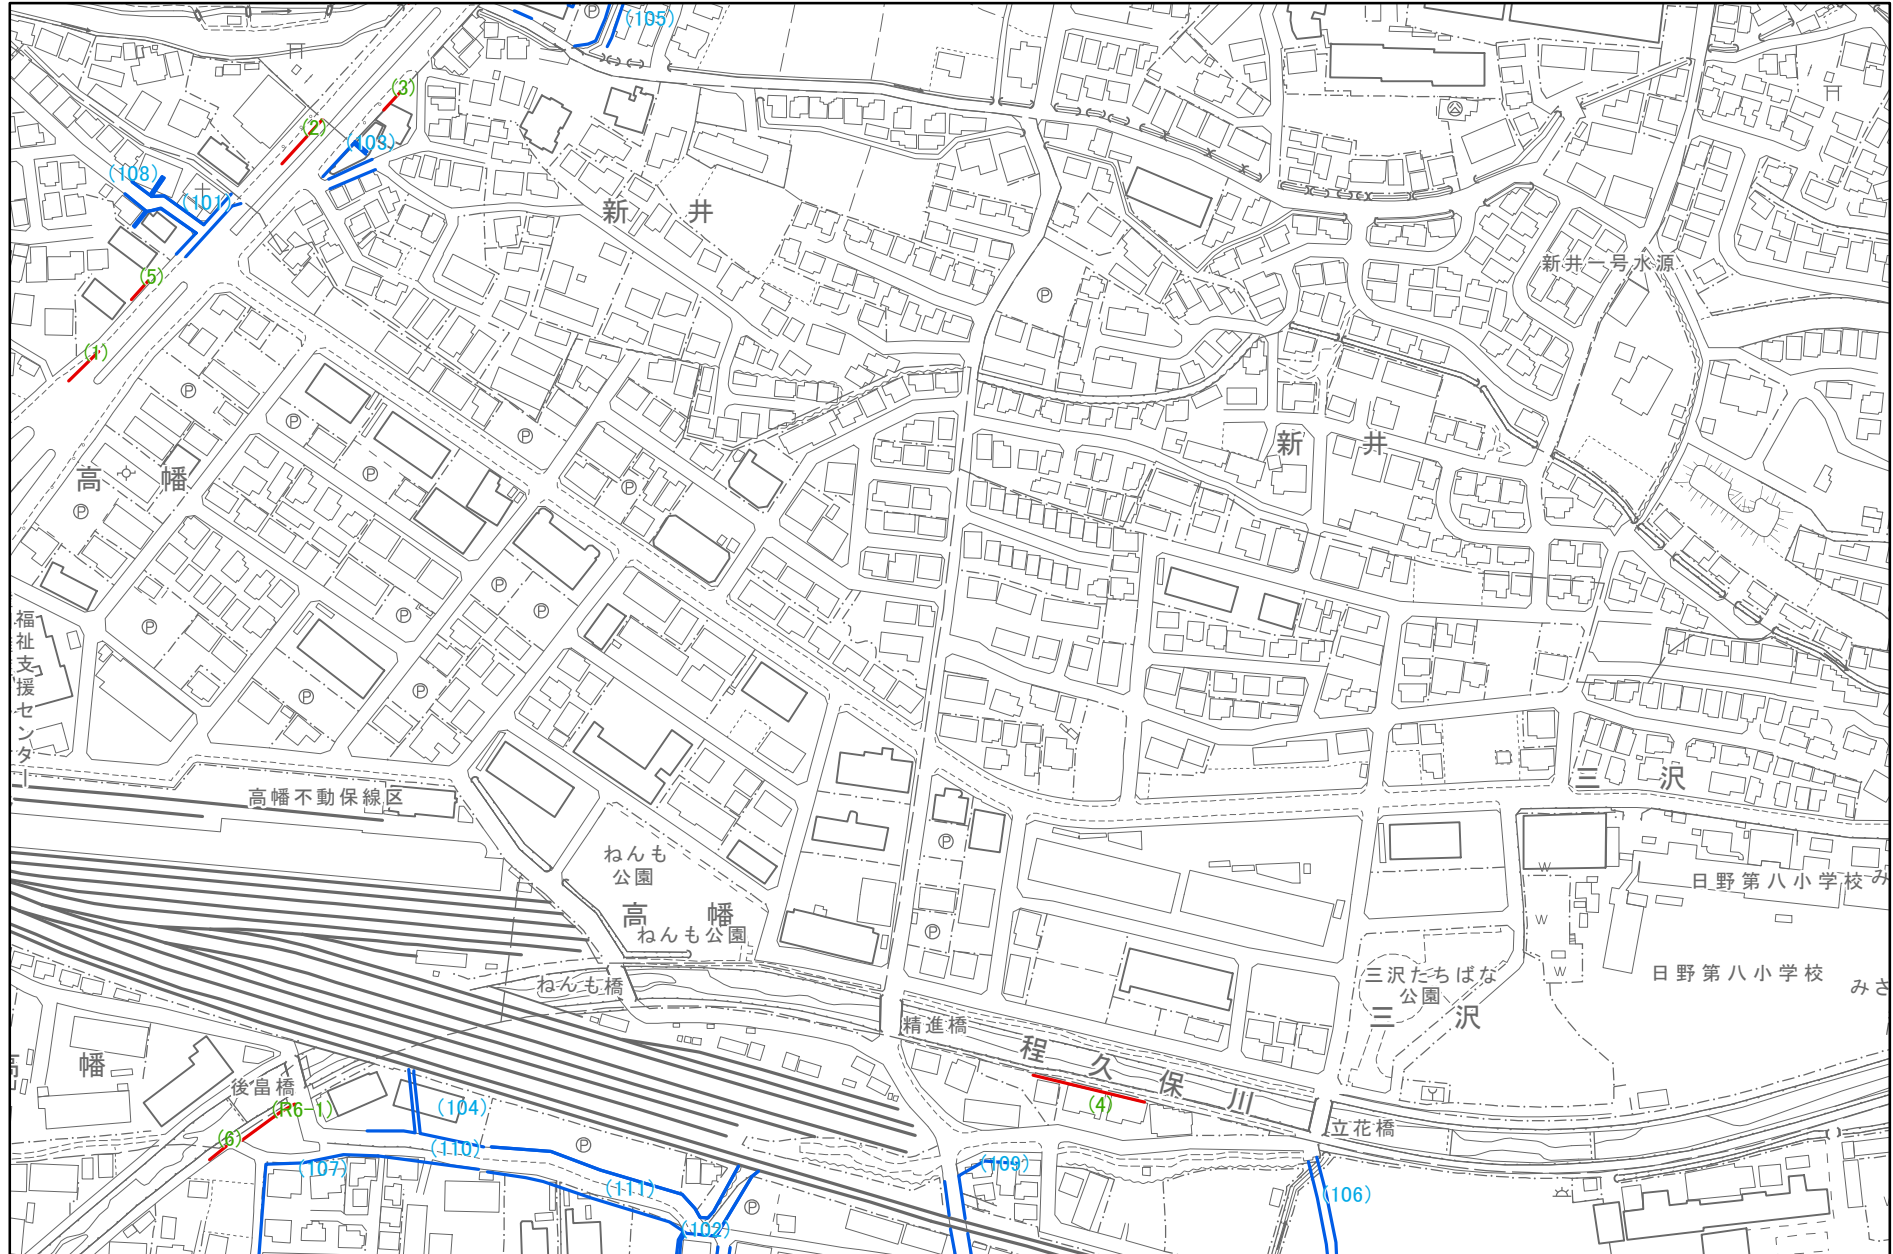 (105)
(3)
(2)
(103)
(108)
(101)
新井
(5)
新井一号水源
(1)
新井
高幡
福祉支援センター
三沢
高幡不動保線区
ねんも
公園
日野第八小学校
み
高幡
ねんも公園
三沢たちばな
公園
日野第八小学校
みさ
ねんも橋
三沢
精進橋
程久保川
高幡
後畠橋
(R6-1)
(104)
(4)
(6)
立花橋
(110)
(107)
(109)
(111)
(106)
(102)